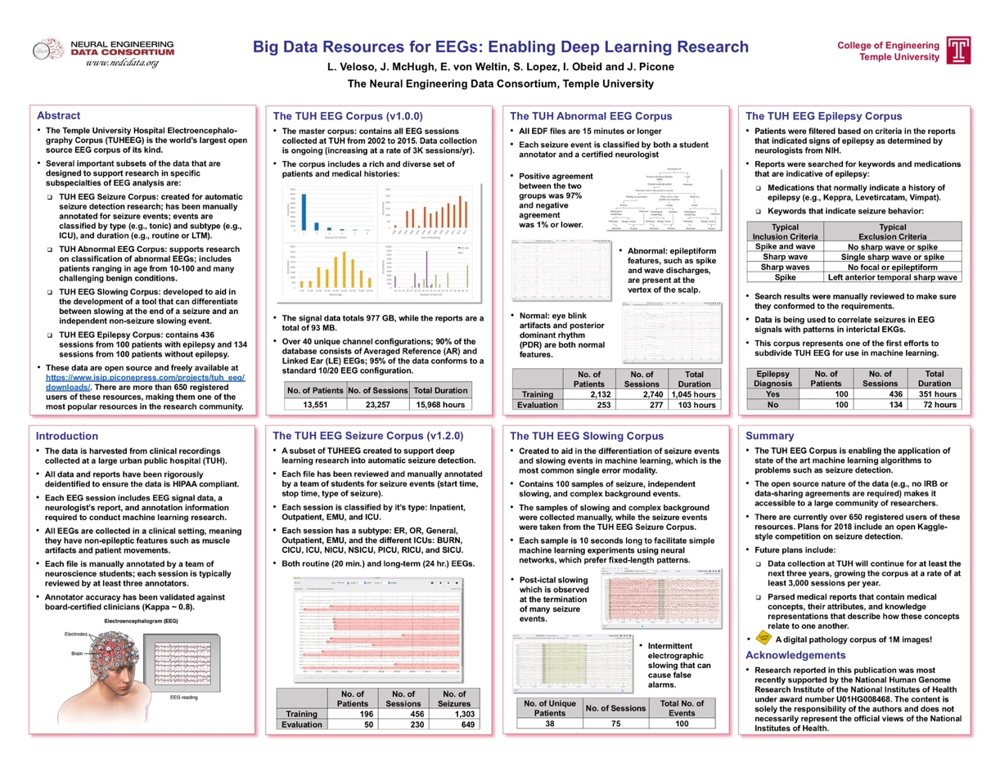 NEURAL ENGINEERING
DATA CONSORTIUM
www.nedcdata.org
Big Data Resources for EEGs: Enabling Deep Learning Research
L. Veloso, J. McHugh, E. von Weltin, S. Lopez, I. Obeid and J. Picone
The Neural Engineering Data Consortium, Temple University
College of Engineering
Temple University
Abstract
• The Temple University Hospital Electroencephalo-
graphy Corpus (TUHEEG) is the world's largest open
source EEG corpus of its kind.
• Several important subsets of the data that are
designed to support research in specific
subspecialties of EEG analysis are:
❑ TUH EEG Seizure Corpus: created for automatic
seizure detection research; has been manually
annotated for seizure events; events are
classified by type (e.g., tonic) and subtype (e.g.,
ICU), and duration (e.g., routine or LTM).
❑ TUH Abnormal EEG Corpus: supports research
on classification of abnormal EEGs; includes
patients ranging in age from 10-100 and many
challenging benign conditions.
❑ TUH EEG Slowing Corpus: developed to aid in
the development of a tool that can differentiate
between slowing at the end of a seizure and an
independent non-seizure slowing event.
❑ TUH EEG Epilepsy Corpus: contains 436
sessions from 100 patients with epilepsy and 134
sessions from 100 patients without epilepsy.
• These data are open source and freely available at
https://www.isip.piconepress.com/projects/tuh_eeg/
downloads/. There are more than 650 registered
users of these resources, making them one of the
most popular resources in the research community.
Introduction
• The data is harvested from clinical recordings
collected at a large urban public hospital (TUH).
• All data and reports have been rigorously
deidentified to ensure the data is HIPAA compliant.
• Each EEG session includes EEG signal data, a
neurologist's report, and annotation information
required to conduct machine learning research.
• All EEGs are collected in a clinical setting, meaning
they have non-epileptic features such as muscle
artifacts and patient movements.
• Each file is manually annotated by a team of
neuroscience students; each session is typically
reviewed by at least three annotators.
• Annotator accuracy has been validated against
board-certified clinicians (Kappa ~ 0.8).
Electroencephalogram (EEG)
Electrodes
Brain
EEG reading
The TUH EEG Corpus (v1.0.0)
• The master corpus: contains all EEG sessions
collected at TUH from 2002 to 2015. Data collection
is ongoing (increasing at a rate of 3K sessions/yr).
• The corpus includes a rich and diverse set of
patients and medical histories:
• The signal data totals 977 GB, while the reports are a
total of 93 MB.
• Over 40 unique channel configurations; 90% of the
database consists of Averaged Reference (AR) and
Linked Ear (LE) EEGs; 95% of the data conforms to a
standard 10/20 EEG configuration.
No. of Patients No. of Sessions Total Duration
13,551 23,257 15,968 hours
The TUH EEG Seizure Corpus (v1.2.0)
• A subset of TUHEEG created to support deep
learning research into automatic seizure detection.
• Each file has been reviewed and manually annotated
by a team of students for seizure events (start time,
stop time, type of seizure).
• Each session is classified by it's type: Inpatient,
Outpatient, EMU, and ICU.
• Each session has a subtype: ER, OR, General,
Outpatient, EMU, and the different ICUs: BURN,
CICU, ICU, NICU, NSICU, PICU, RICU, and SICU.
• Both routine (20 min.) and long-term (24 hr.) EEGs.
No. of Patients No. of Sessions No. of Seizures
Training 196 456 1,303
Evaluation 50 230 649
The TUH Abnormal EEG Corpus
• All EDF files are 15 minutes or longer
• Each seizure event is classified by both a student
annotator and a certified neurologist
• Positive agreement
between the two
groups was 97%
and negative
agreement
was 1% or lower.
• Abnormal: epileptiform
features, such as spike
and wave discharges,
are present at the
vertex of the scalp.
• Normal: eye blink
artifacts and posterior
dominant rhythm
(PDR) are both normal
features.
No. of Patients No. of Sessions Total Duration
Training 2,132 2,740 1,045 hours
Evaluation 253 277 103 hours
The TUH EEG Slowing Corpus
• Created to aid in the differentiation of seizure events
and slowing events in machine learning, which is the
most common single error modality.
• Contains 100 samples of seizure, independent
slowing, and complex background events.
• The samples of slowing and complex background
were collected manually, while the seizure events
were taken from the TUH EEG Seizure Corpus.
• Each sample is 10 seconds long to facilitate simple
machine learning experiments using neural
networks, which prefer fixed-length patterns.
• Post-ictal slowing
which is observed
at the termination
of many seizure
events.
• Intermittent
electrographic
slowing that can
cause false
alarms.
No. of Unique Patients No. of Sessions Total No. of Events
38 75 100
The TUH EEG Epilepsy Corpus
• Patients were filtered based on criteria in the reports
that indicated signs of epilepsy as determined by
neurologists from NIH.
• Reports were searched for keywords and medications
that are indicative of epilepsy:
❑ Medications that normally indicate a history of
epilepsy (e.g., Keppra, Levetiracetam, Vimpat).
❑ Keywords that indicate seizure behavior:
Typical Inclusion Criteria Typical Exclusion Criteria
Spike and wave No sharp wave or spike
Sharp wave Single sharp wave or spike
Sharp waves No focal or epileptiform
Spike Left anterior temporal sharp wave
• Search results were manually reviewed to make sure
they conformed to the requirements.
• Data is being used to correlate seizures in EEG
signals with patterns in interictal EKGs.
• This corpus represents one of the first efforts to
subdivide TUH EEG for use in machine learning.
Epilepsy Diagnosis No. of Patients No. of Sessions Total Duration
Yes 100 436 351 hours
No 100 134 72 hours
Summary
• The TUH EEG Corpus is enabling the application of
state of the art machine learning algorithms to
problems such as seizure detection.
• The open source nature of the data (e.g., no IRB or
data-sharing agreements are required) makes it
accessible to a large community of researchers.
• There are currently over 650 registered users of these
resources. Plans for 2018 include an open Kaggle-
style competition on seizure detection.
• Future plans include:
❑ Data collection at TUH will continue for at least the
next three years, growing the corpus at a rate of at
least 3,000 sessions per year.
❑ Parsed medical reports that contain medical
concepts, their attributes, and knowledge
representations that describe how these concepts
relate to one another.
• A digital pathology corpus of 1M images!
Acknowledgements
• Research reported in this publication was most
recently supported by the National Human Genome
Research Institute of the National Institutes of Health
under award number U01HG008468. The content is
solely the responsibility of the authors and does not
necessarily represent the official views of the National
Institutes of Health.